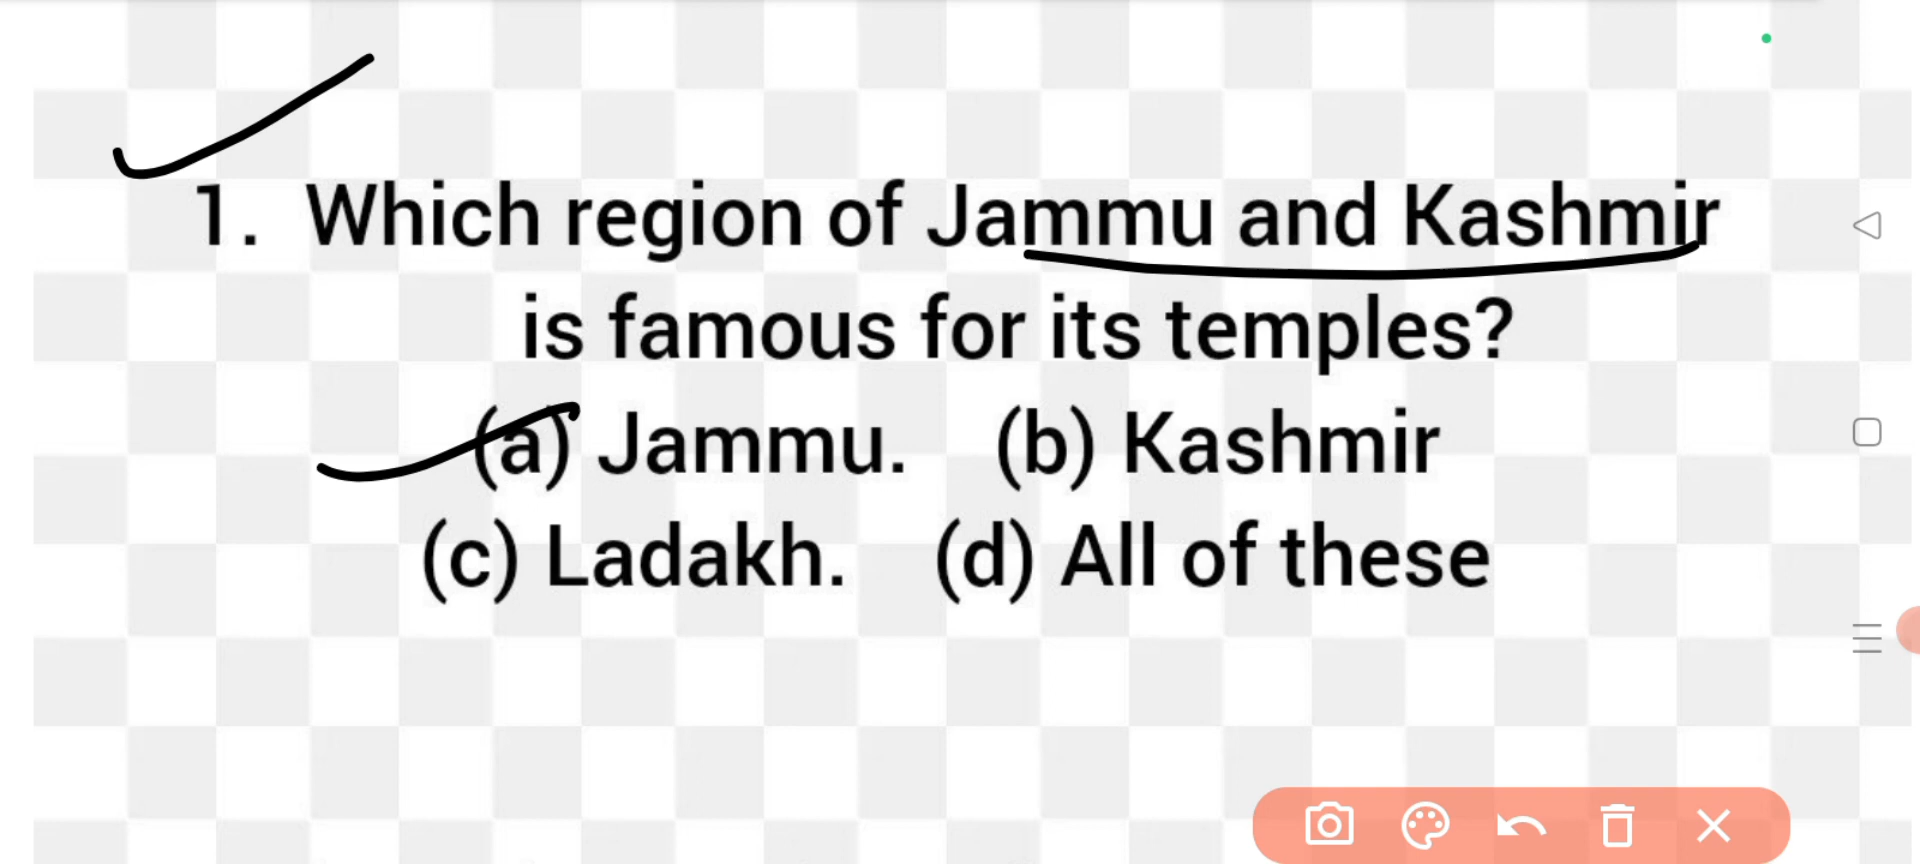 1. Which region of Jammu and Kashmir
is famous for its temples?
(a) Jammu. (b) Kashmir
(c) Ladakh. (d) All of these